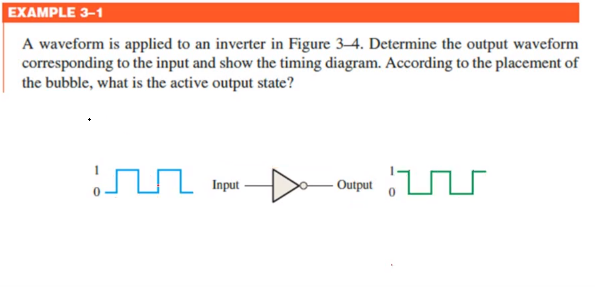 EXAMPLE 3–1
A waveform is applied to an inverter in Figure 3–4. Determine the output waveform
corresponding to the input and show the timing diagram. According to the placement of
the bubble, what is the active output state?
1
0
Input
Output
1
0